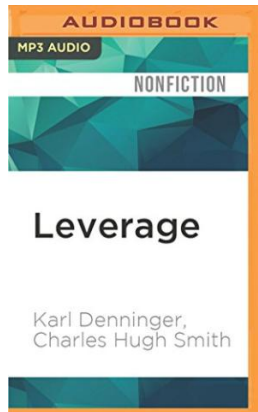 AUDIOBOOK
MP3 AUDIO
NONFICTION
Leverage
Karl Denninger,
Charles Hugh Smith